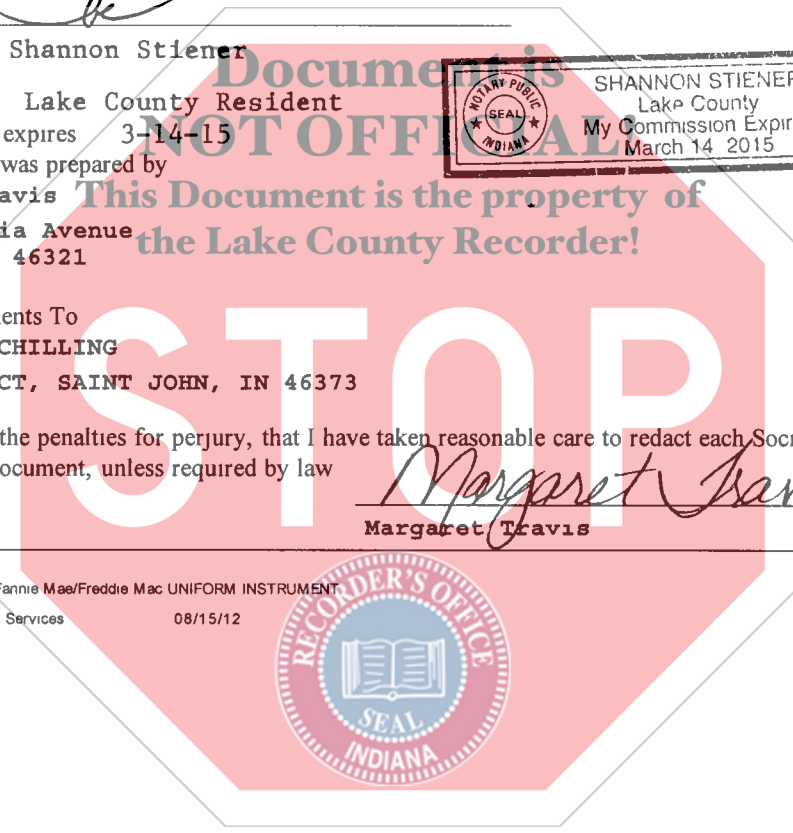 Shannon Stiener
Document is
Lake County Resident
expires 3-14-15
NOT OFFICIAL!
was prepared by
avis
This Document is the property of
ia Avenue
the Lake County Recorder!
46321
NOTARY PUBLIC
SEAL
INDIANA
SHANNON STIENER
Lake County
My Commission Expir
March 14 2015
ents To
CHILLING
CT, SAINT JOHN, IN 46373
STOP
the penalties for perjury, that I have taken reasonable care to redact each Soc
ocument, unless required by law
Margaret Trav
Margaret Travis
Fannie Mae/Freddie Mac UNIFORM INSTRUMENT
Services 08/15/12
RECORDER'S OFFICE
SEAL
INDIANA